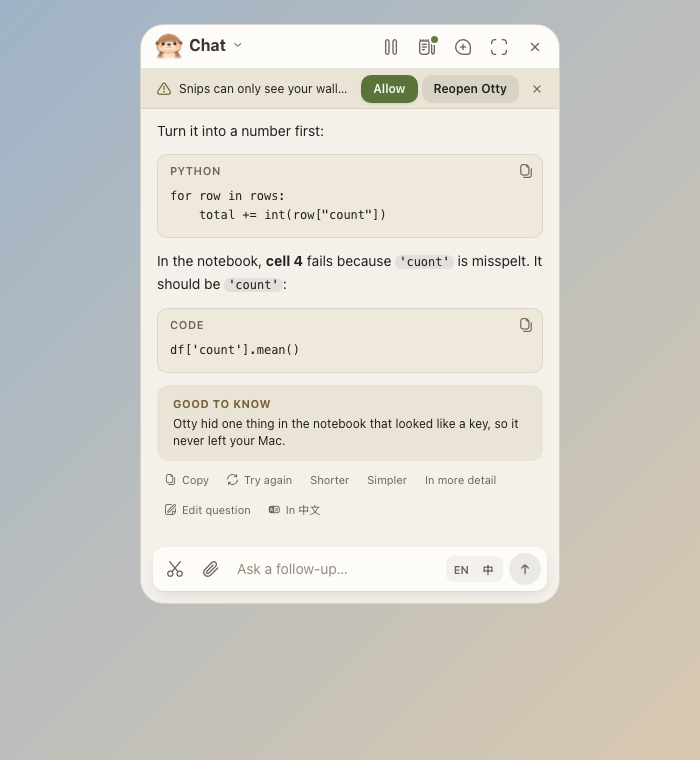 Chat
Snips can only see your wall...
Allow
Reopen Otty
Turn it into a number first:
PYTHON
for row in rows:
    total += int(row["count"])
In the notebook, cell 4 fails because 'cuont' is misspelt. It
should be 'count':
CODE
df['count'].mean()
GOOD TO KNOW
Otty hid one thing in the notebook that looked like a key, so it
never left your Mac.
Copy
Try again
Shorter
Simpler
In more detail
Edit question
In 中文
Ask a follow-up...
EN
中